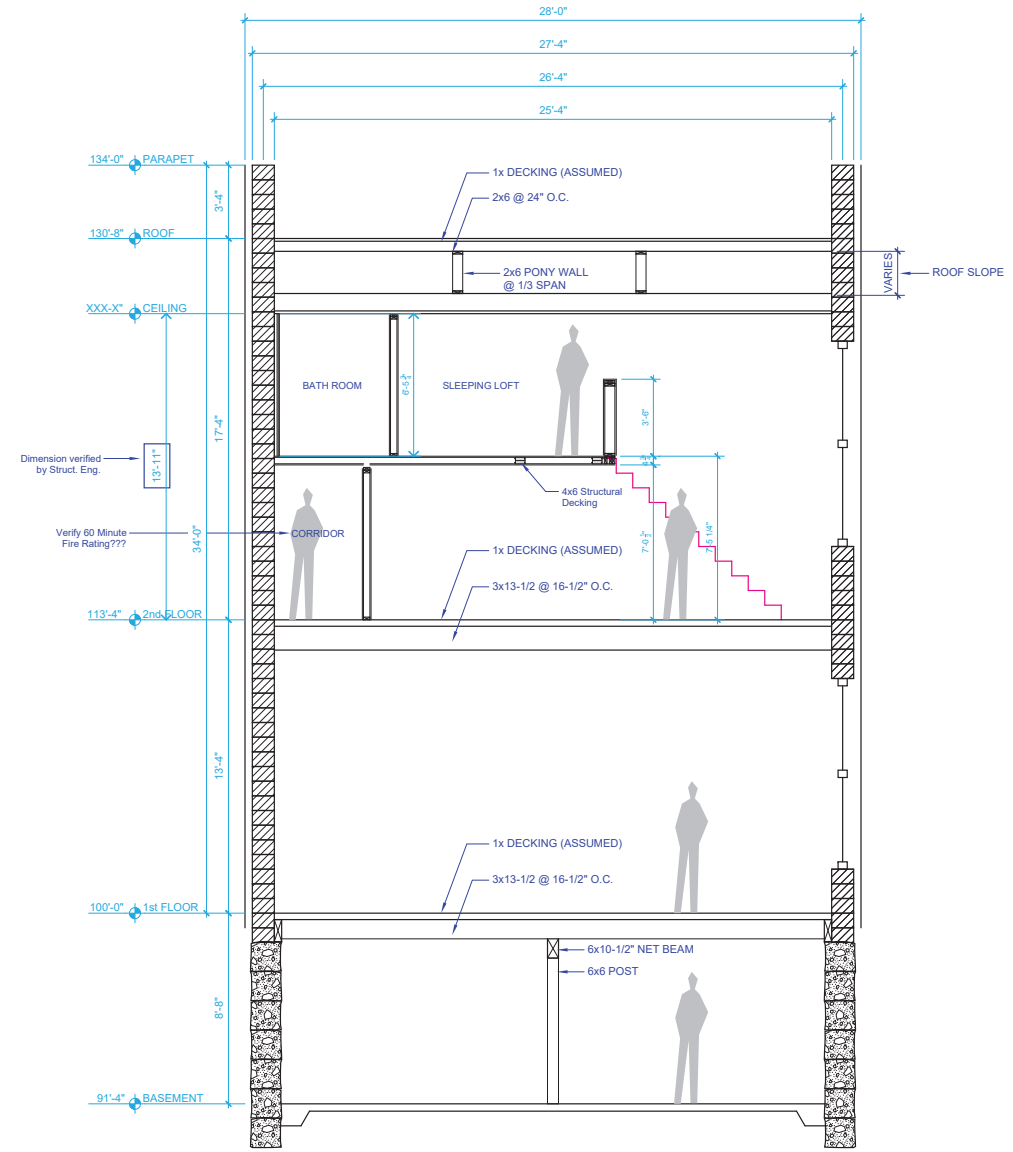 28'-0"
27'-4"
26'-4"
25'-4"
134'-0" PARAPET
3'-4"
1x DECKING (ASSUMED)
2x6 @ 24" O.C.
130'-8" ROOF
2x6 PONY WALL
@ 1/3 SPAN
VARIES
ROOF SLOPE
XXX-X" CEILING
BATH ROOM
6'-5 3/4"
SLEEPING LOFT
3'-6"
17'-4"
Dimension verified
by Struct. Eng.
13'-11"
4x6 Structural
Decking
Verify 60 Minute
Fire Rating???
34'-0"
CORRIDOR
7'-5 1/4"
1x DECKING (ASSUMED)
3x13-1/2 @ 16-1/2" O.C.
113'-4" 2nd FLOOR
13'-4"
1x DECKING (ASSUMED)
3x13-1/2 @ 16-1/2" O.C.
100'-0" 1st FLOOR
6x10-1/2" NET BEAM
6x6 POST
8'-8"
91'-4" BASEMENT